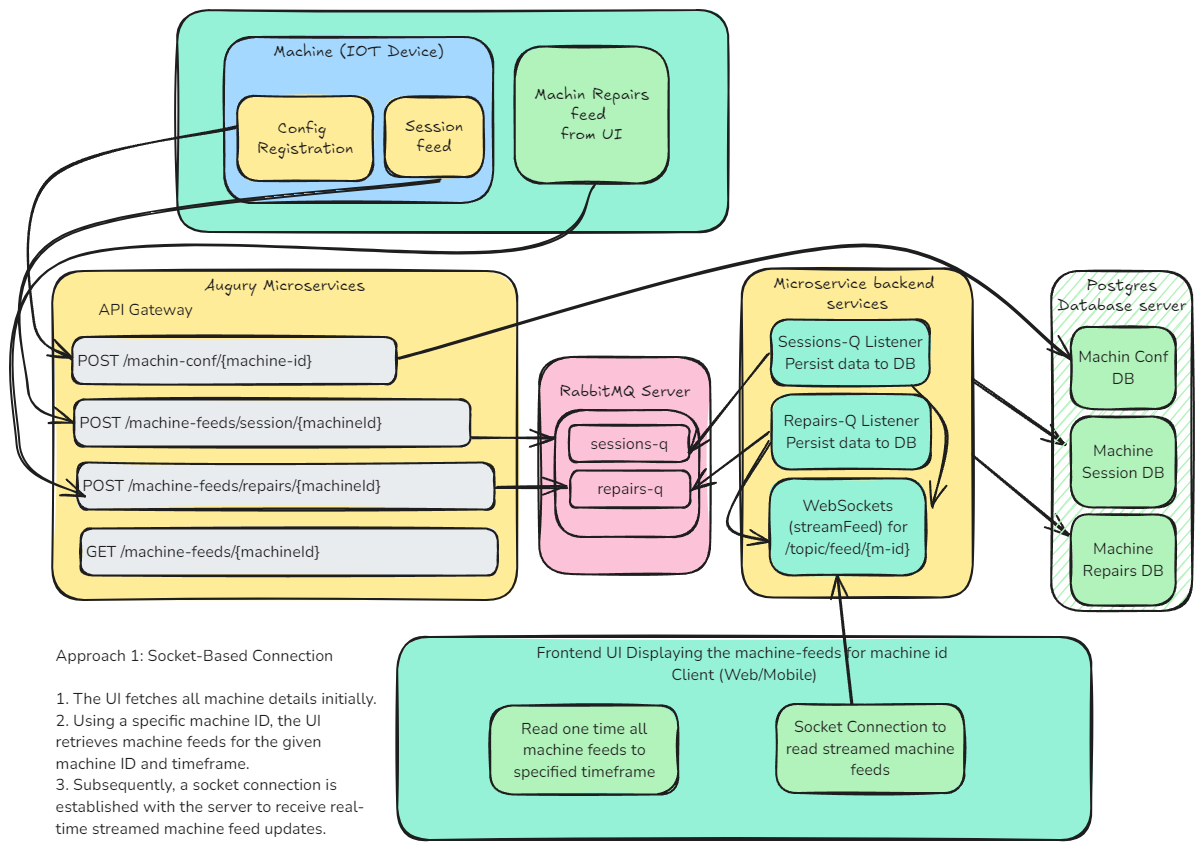 Machine (IOT Device)
Config
Registration
Session
feed
Machin Repairs
feed
from UI
Augury Microservices
API Gateway
POST /machin-conf/{machine-id}
POST /machine-feeds/session/{machineId}
POST /machine-feeds/repairs/{machineId}
GET /machine-feeds/{machineId}
RabbitMQ Server
sessions-q
repairs-q
Microservice backend
services
Sessions-Q Listener
Persist data to DB
Repairs-Q Listener
Persist data to DB
WebSockets
(streamFeed) for
/topic/feed/{m-id}
Postgres
Database server
Machin Conf
DB
Machine
Session DB
Machine
Repairs DB
Approach 1: Socket-Based Connection
1. The UI fetches all machine details initially.
2. Using a specific machine ID, the UI
retrieves machine feeds for the given
machine ID and timeframe.
3. Subsequently, a socket connection is
established with the server to receive real-
time streamed machine feed updates.
Frontend UI Displaying the machine-feeds for machine id
Client (Web/Mobile)
Read one time all
machine feeds to
specified timeframe
Socket Connection to
read streamed machine
feeds